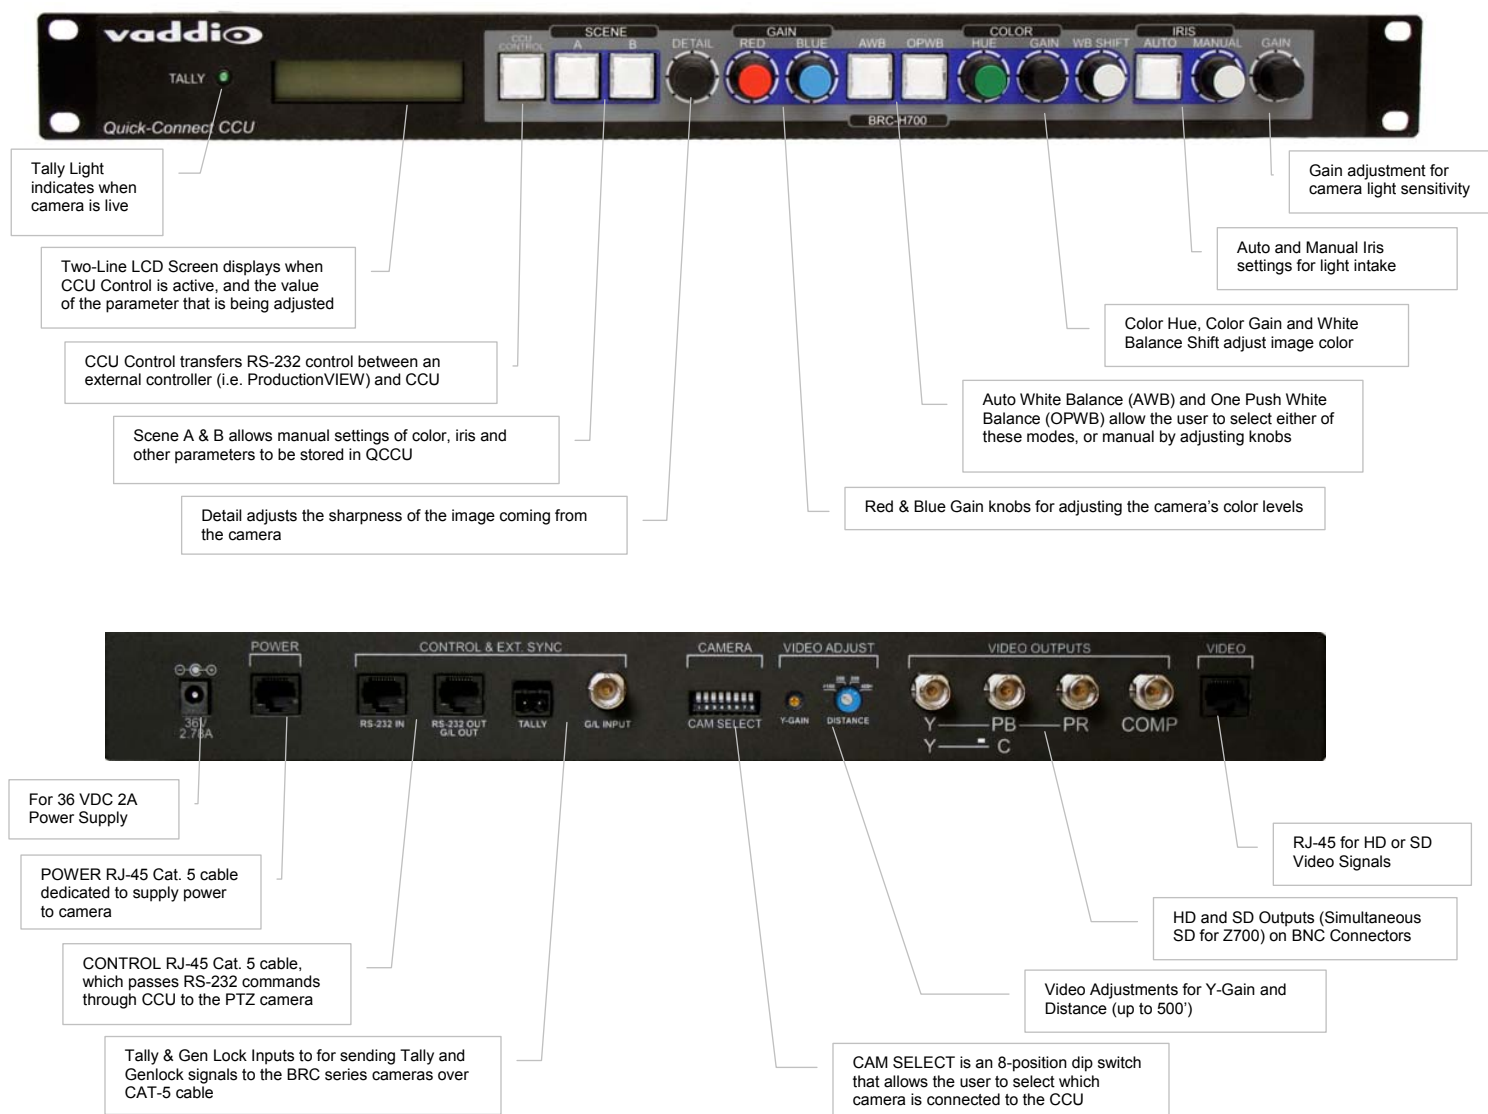 vaddio
TALLY
Quick-Connect CCU
CCU
CONTROL
SCENE
A B
DETAIL
GAIN
RED BLUE
AWB OPWB
COLOR
HUE GAIN WB SHIFT
IRIS
AUTO MANUAL
GAIN
BRC-H700
Tally Light
indicates when
camera is live
Two-Line LCD Screen displays when
CCU Control is active, and the value
of the parameter that is being adjusted
CCU Control transfers RS-232 control between an
external controller (i.e. ProductionVIEW) and CCU
Scene A & B allows manual settings of color, iris and
other parameters to be stored in QCCU
Detail adjusts the sharpness of the image coming from
the camera
Gain adjustment for
camera light sensitivity
Auto and Manual Iris
settings for light intake
Color Hue, Color Gain and White
Balance Shift adjust image color
Auto White Balance (AWB) and One Push White
Balance (OPWB) allow the user to select either of
these modes, or manual by adjusting knobs
Red & Blue Gain knobs for adjusting the camera’s color levels
36V
2.78A
POWER
CONTROL & EXT. SYNC
RS-232 IN
RS-232 OUT
G/L OUT
TALLY
G/L INPUT
CAMERA
CAM SELECT
VIDEO ADJUST
Y-GAIN
DISTANCE
VIDEO OUTPUTS
Y PB PR COMP
Y C
VIDEO
For 36 VDC 2A
Power Supply
POWER RJ-45 Cat. 5 cable
dedicated to supply power
to camera
CONTROL RJ-45 Cat. 5 cable,
which passes RS-232 commands
through CCU to the PTZ camera
Tally & Gen Lock Inputs to for sending Tally and
Genlock signals to the BRC series cameras over
CAT-5 cable
RJ-45 for HD or SD
Video Signals
HD and SD Outputs (Simultaneous
SD for Z700) on BNC Connectors
Video Adjustments for Y-Gain and
Distance (up to 500’)
CAM SELECT is an 8-position dip switch
that allows the user to select which
camera is connected to the CCU